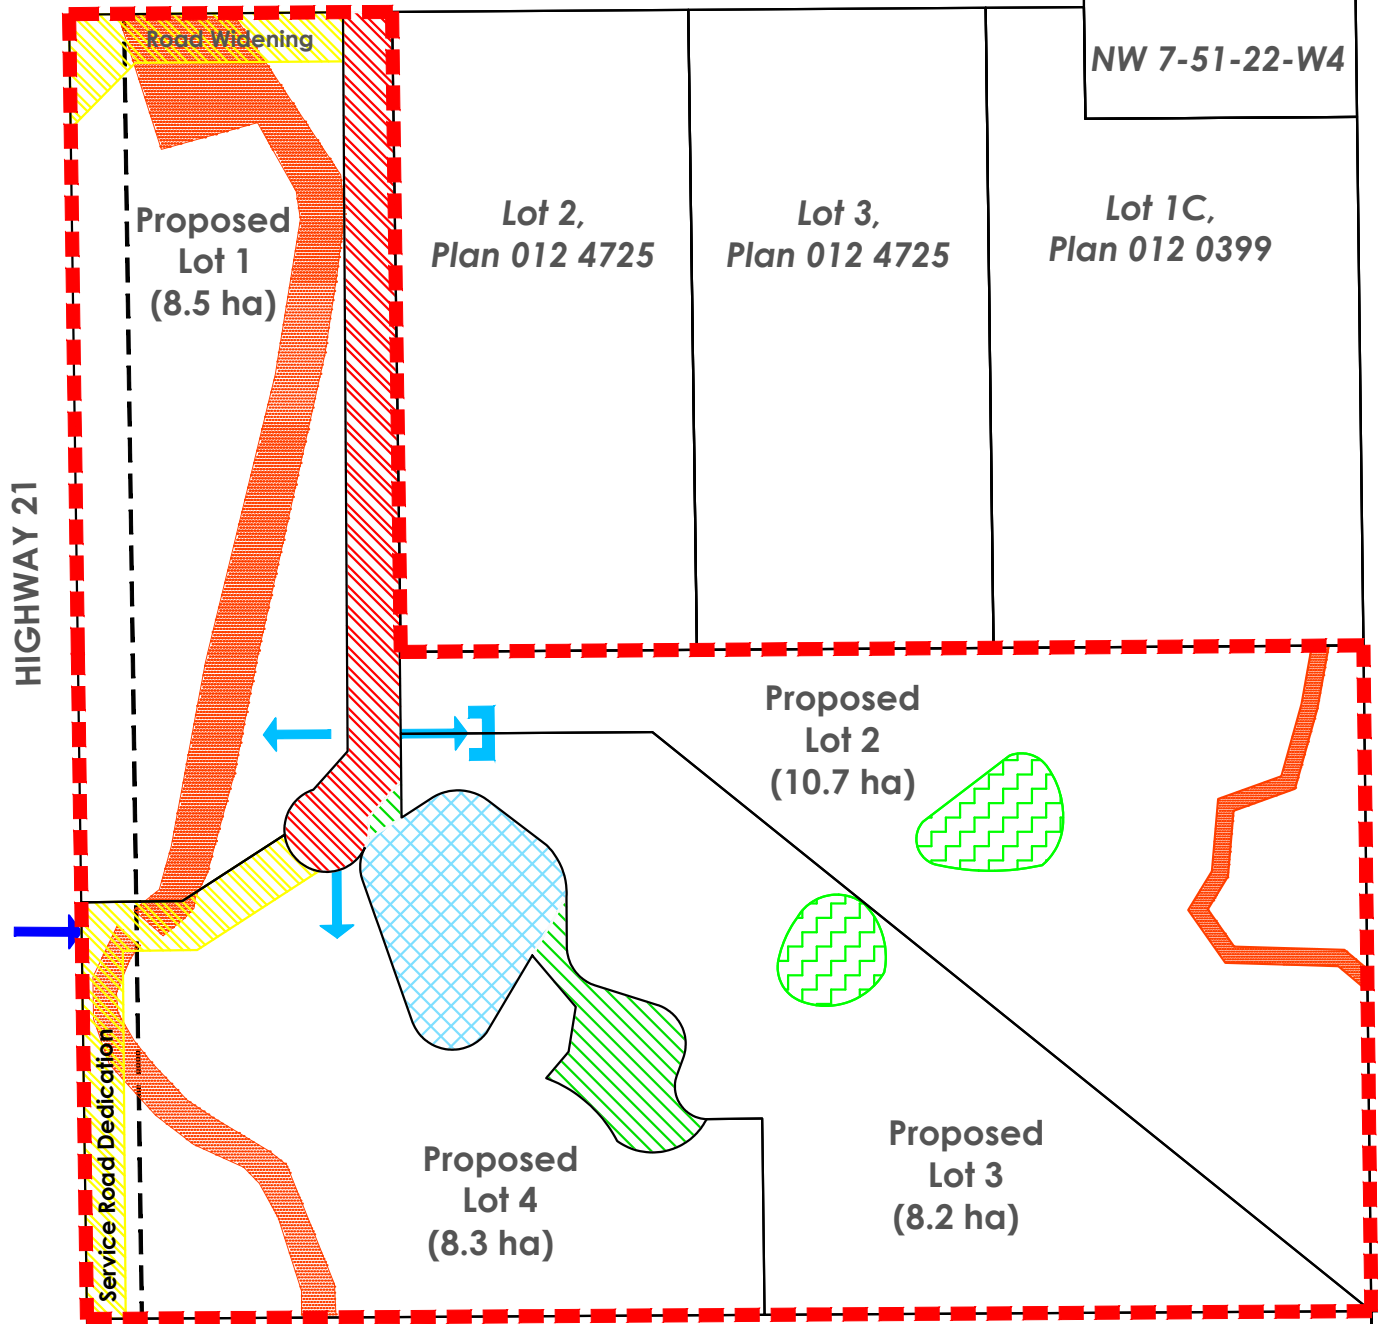 Road Widening
NW 7-51-22-W4
Proposed
Lot 1
(8.5 ha)
Lot 2,
Plan 012 4725
Lot 3,
Plan 012 4725
Lot 1C,
Plan 012 0399
HIGHWAY 21
Proposed
Lot 2
(10.7 ha)
Service Road Dedication
Proposed
Lot 4
(8.3 ha)
Proposed
Lot 3
(8.2 ha)